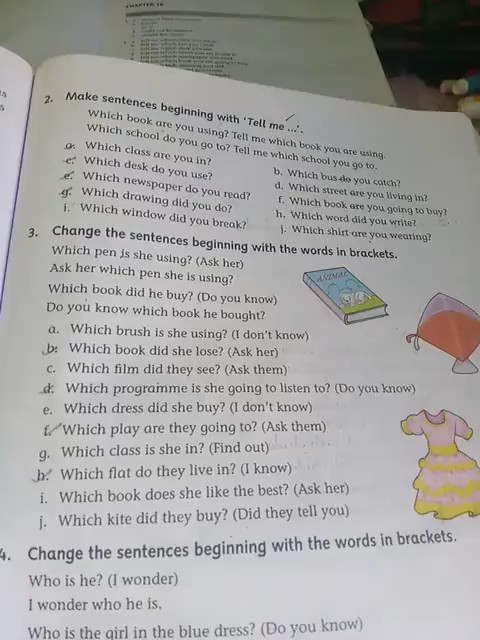 CHAPTER
2. Make sentences beginning with 'Tell me ...'.
Which book are you using? Tell me which book you are using.
Which school do you go to? Tell me which school you go to.
a. Which class are you in?
b. Which bus do you catch?
c. Which desk do you use?
d. Which street are you living in?
e. Which newspaper do you read?
f. Which book are you going to buy?
g. Which drawing did you do?
h. Which word did you write?
i. Which window did you break?
j. Which shirt are you wearing?
3. Change the sentences beginning with the words in brackets.
Which pen is she using? (Ask her)
Ask her which pen she is using?
Which book did he buy? (Do you know)
Do you know which book he bought?
ANIMAL
a. Which brush is she using? (I don't know)
b. Which book did she lose? (Ask her)
c. Which film did they see? (Ask them)
d. Which programme is she going to listen to? (Do you know)
e. Which dress did she buy? (I don't know)
f. Which play are they going to? (Ask them)
g. Which class is she in? (Find out)
h. Which flat do they live in? (I know)
i. Which book does she like the best? (Ask her)
j. Which kite did they buy? (Did they tell you)
4. Change the sentences beginning with the words in brackets.
Who is he? (I wonder)
I wonder who he is.
Who is the girl in the blue dress? (Do you know)